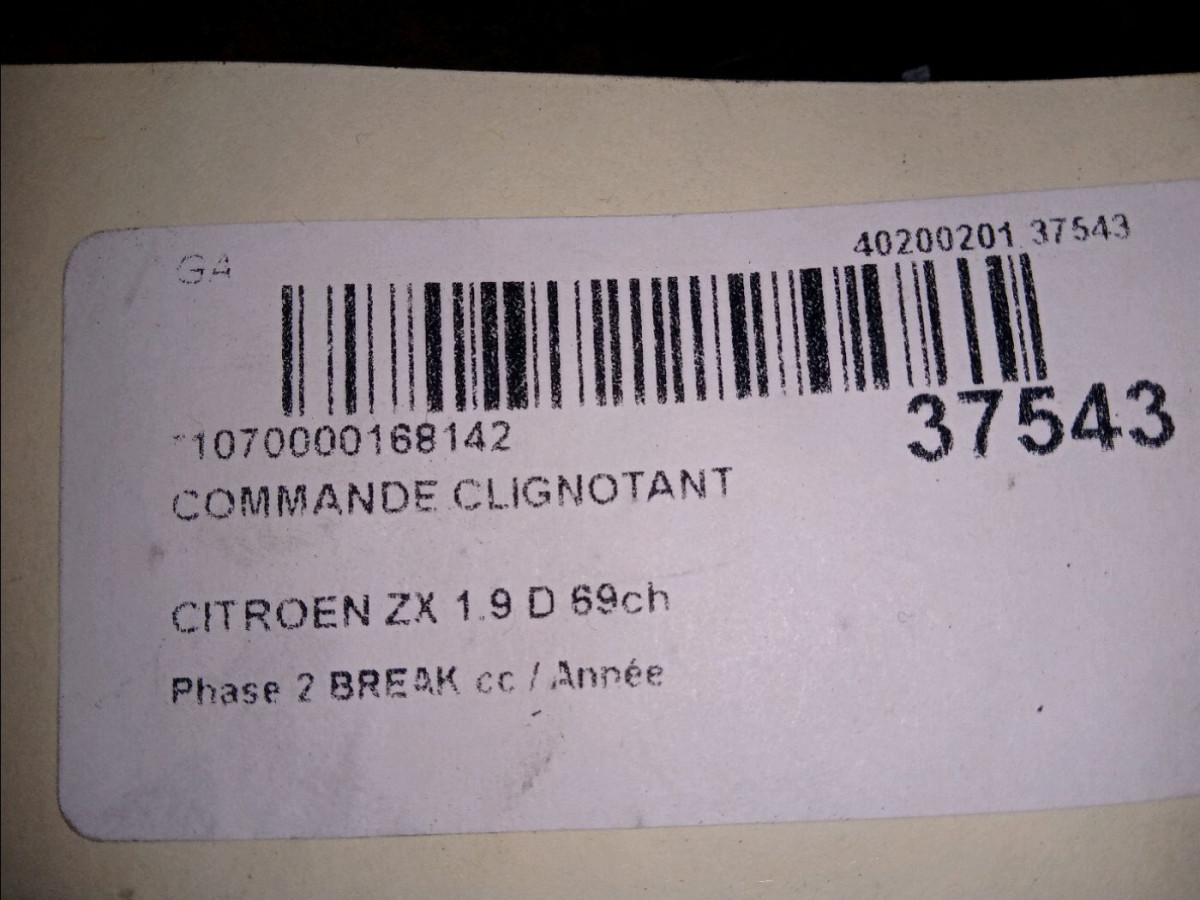 GA
40200201 37543
*1070000168142
37543
COMMANDE CLIGNOTANT
CITROEN ZX 1.9 D 69ch
Phase 2 BREAK cc / Année